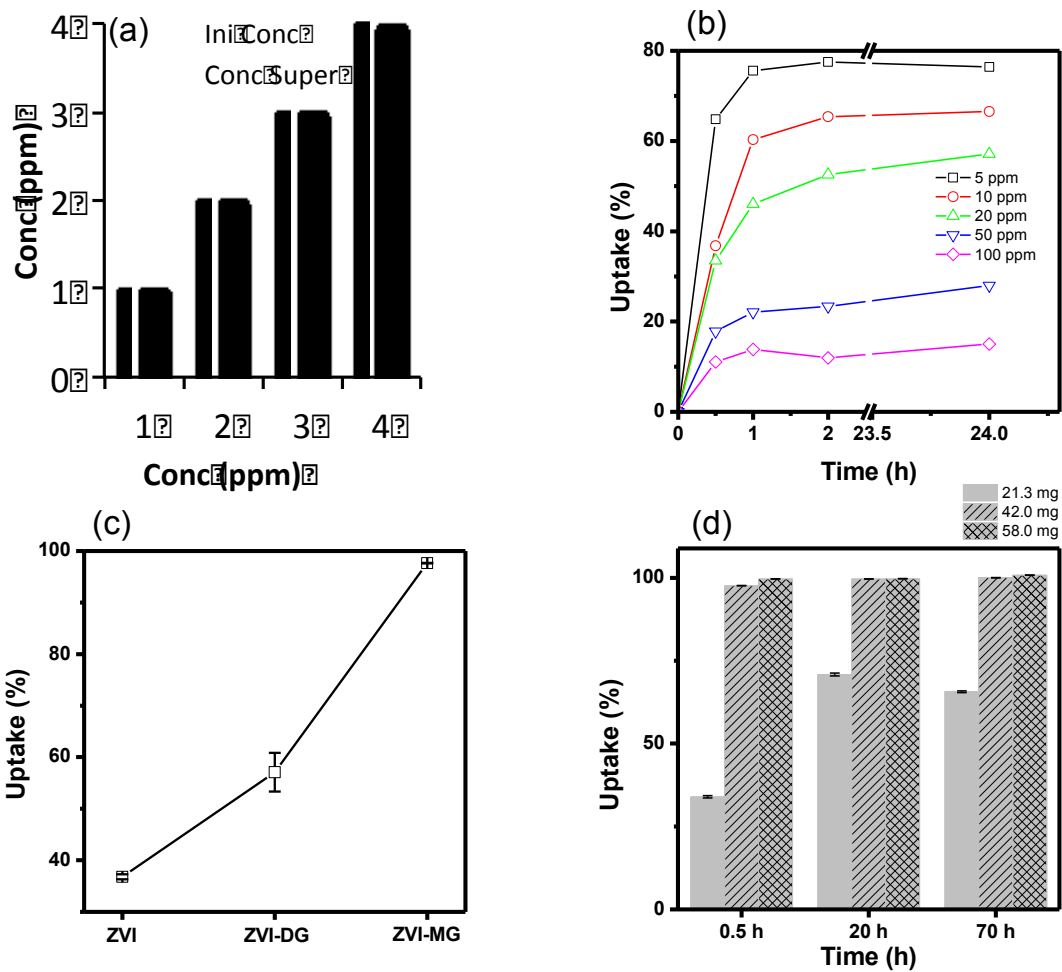 (a)
Ini⍰Conc⍰
Conc⍰Super⍰
Conc⍰(ppm)⍰
4⍰
3⍰
2⍰
1⍰
0⍰
1⍰ 2⍰ 3⍰ 4⍰
Conc⍰(ppm)⍰
(b)
Uptake (%)
80
60
40
20
0
5 ppm
10 ppm
20 ppm
50 ppm
100 ppm
0 1 2 23.5 24.0
Time (h)
(c)
Uptake (%)
100
80
60
40
ZVI ZVI-DG ZVI-MG
(d)
21.3 mg
42.0 mg
58.0 mg
Uptake (%)
100
50
0
0.5 h 20 h 70 h
Time (h)